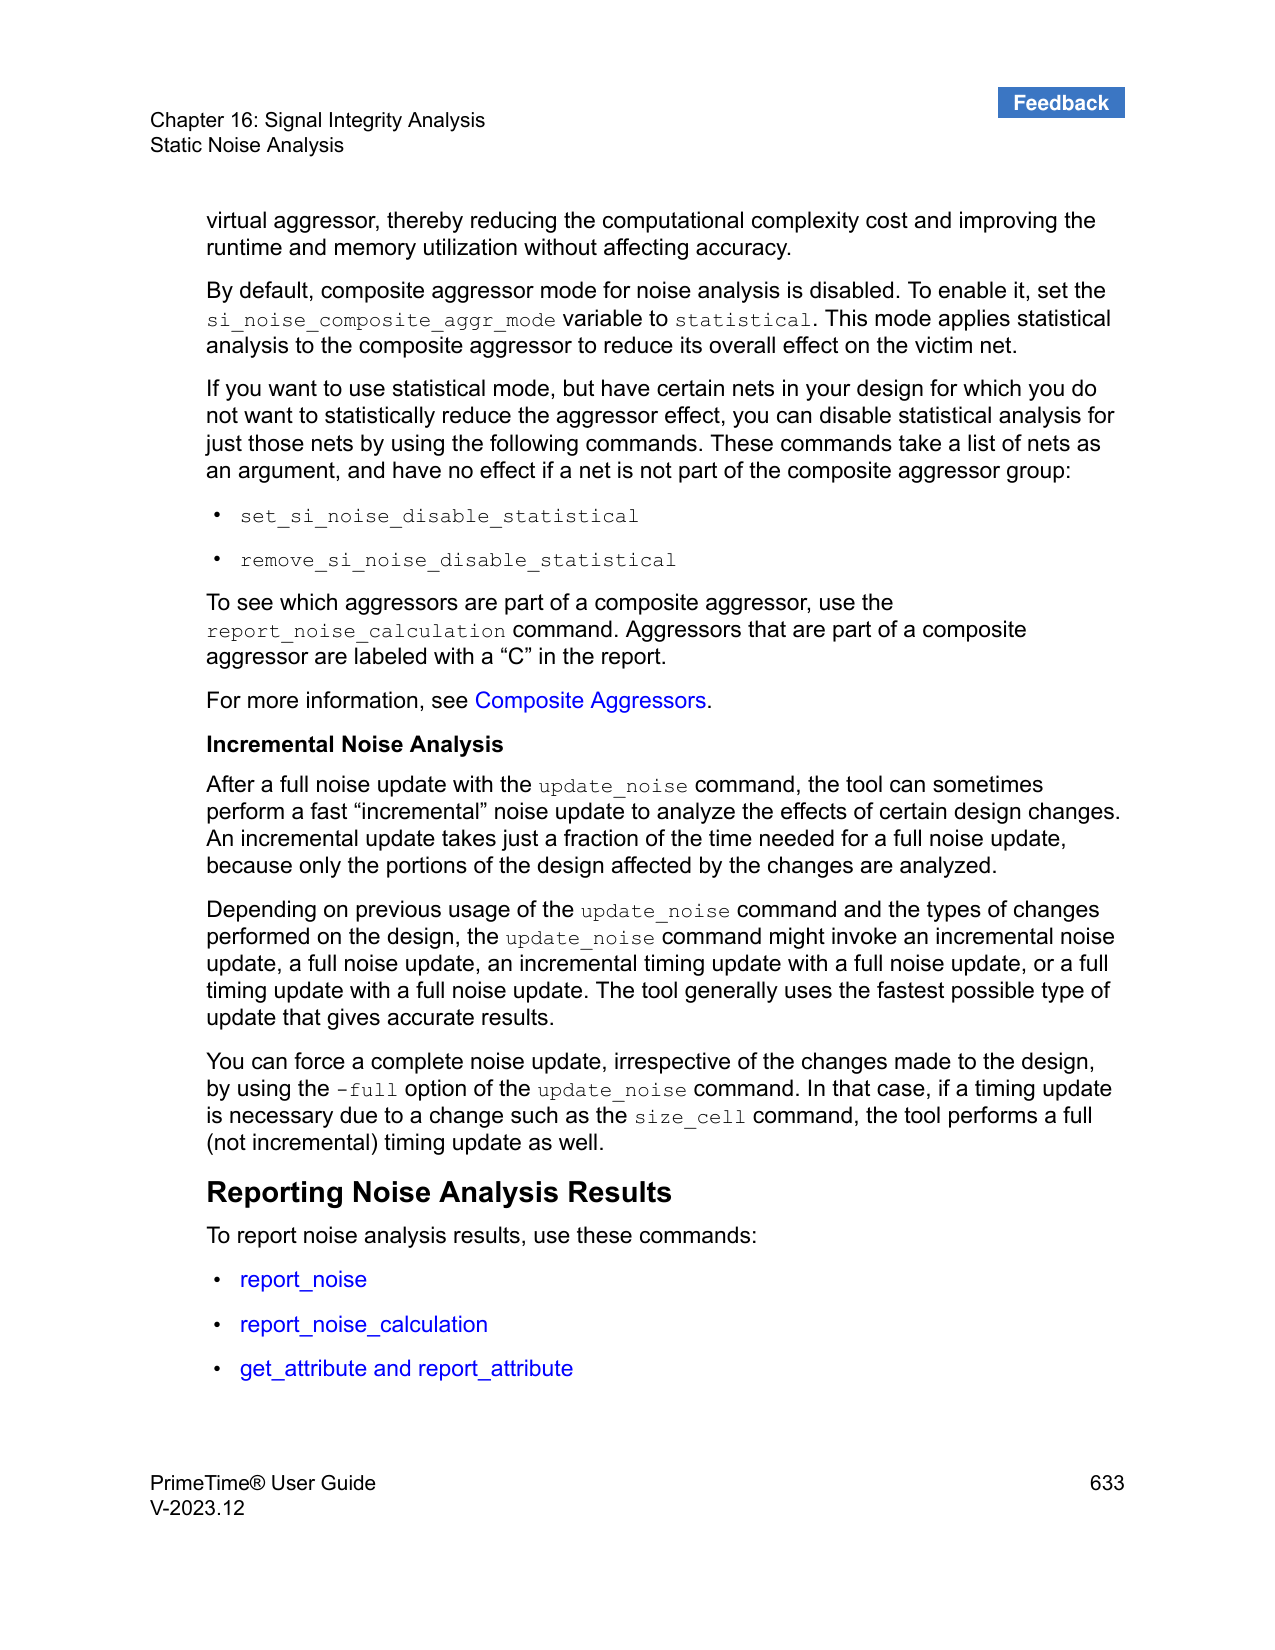 Feedback
Chapter 16: Signal Integrity Analysis
Static Noise Analysis
virtual aggressor, thereby reducing the computational complexity cost and improving the
runtime and memory utilization without affecting accuracy.
By default, composite aggressor mode for noise analysis is disabled. To enable it, set the
si_noise_composite_aggr_mode variable to statistical. This mode applies statistical
analysis to the composite aggressor to reduce its overall effect on the victim net.
If you want to use statistical mode, but have certain nets in your design for which you do
not want to statistically reduce the aggressor effect, you can disable statistical analysis for
just those nets by using the following commands. These commands take a list of nets as
an argument, and have no effect if a net is not part of the composite aggressor group:
• set_si_noise_disable_statistical
• remove_si_noise_disable_statistical
To see which aggressors are part of a composite aggressor, use the
report_noise_calculation command. Aggressors that are part of a composite
aggressor are labeled with a “C” in the report.
For more information, see Composite Aggressors.
Incremental Noise Analysis
After a full noise update with the update_noise command, the tool can sometimes
perform a fast “incremental” noise update to analyze the effects of certain design changes.
An incremental update takes just a fraction of the time needed for a full noise update,
because only the portions of the design affected by the changes are analyzed.
Depending on previous usage of the update_noise command and the types of changes
performed on the design, the update_noise command might invoke an incremental noise
update, a full noise update, an incremental timing update with a full noise update, or a full
timing update with a full noise update. The tool generally uses the fastest possible type of
update that gives accurate results.
You can force a complete noise update, irrespective of the changes made to the design,
by using the -full option of the update_noise command. In that case, if a timing update
is necessary due to a change such as the size_cell command, the tool performs a full
(not incremental) timing update as well.
Reporting Noise Analysis Results
To report noise analysis results, use these commands:
• report_noise
• report_noise_calculation
• get_attribute and report_attribute
PrimeTime® User Guide 633
V-2023.12